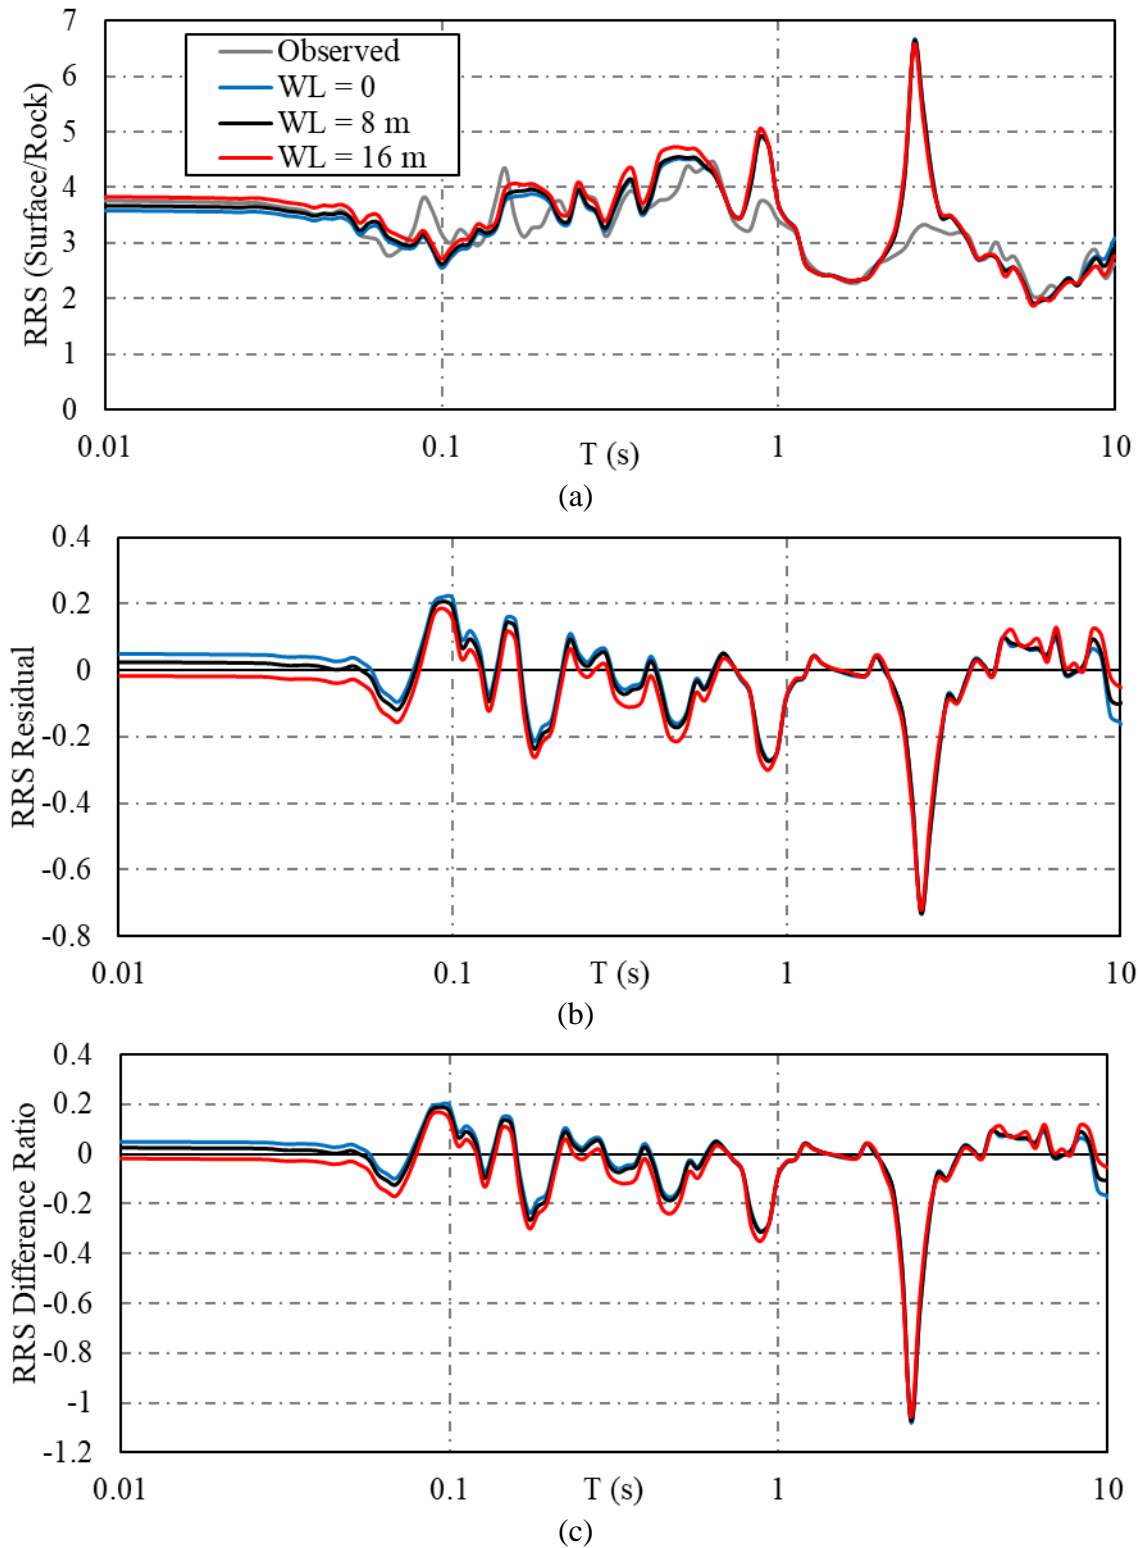 7
6
5
4
3
2
1
0
RRS (Surface/Rock)
Observed
WL = 0
WL = 8 m
WL = 16 m
0.01 0.1 1 10
T (s)
(a)
0.4
0.2
0
-0.2
-0.4
-0.6
-0.8
RRS Residual
0.01 0.1 T (s) 1 10
(b)
0.4
0.2
0
-0.2
-0.4
-0.6
-0.8
-1
-1.2
RRS Difference Ratio
0.01 0.1 T (s) 1 10
(c)